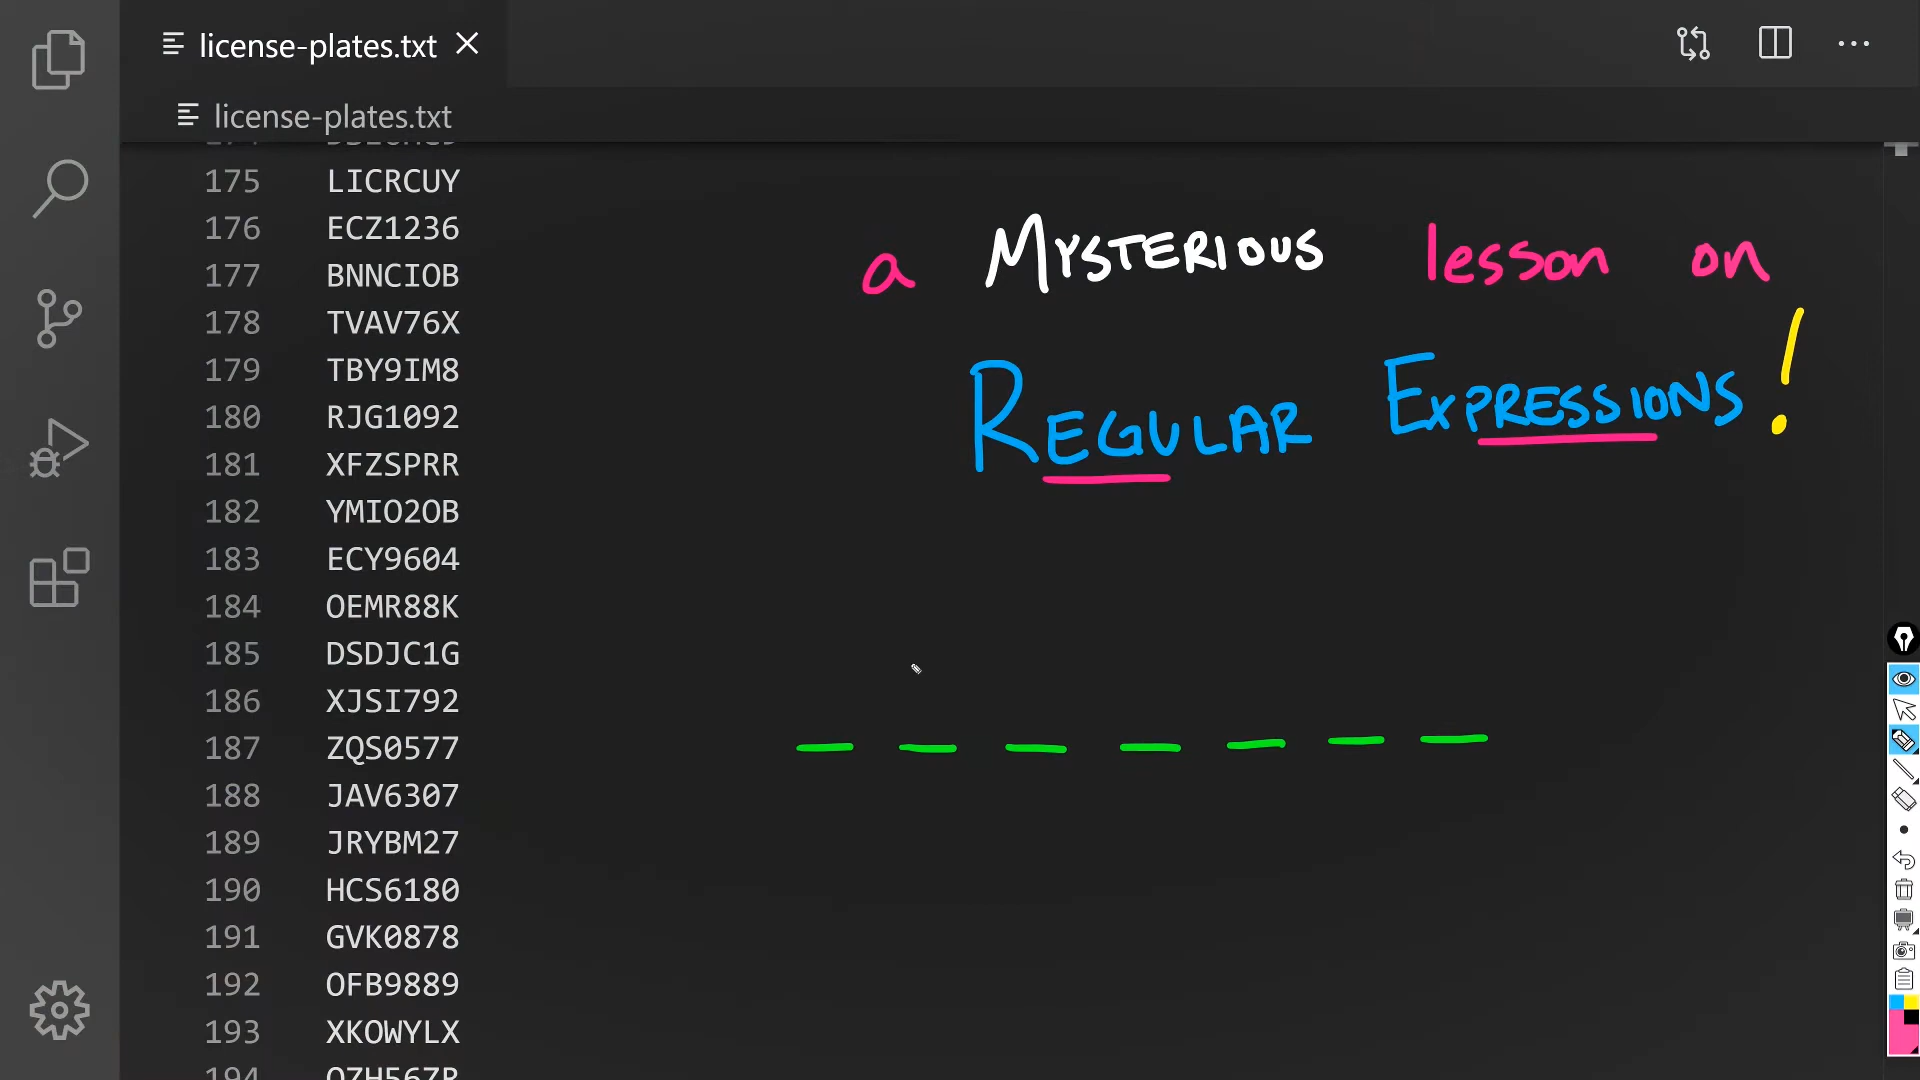 license-plates.txt
license-plates.txt
175 LICRCUY
176 ECZ1236
177 BNNCIOB
178 TVAV76X
179 TBY9IM8
180 RJG1092
181 XFZSPRR
182 YMIO2OB
183 ECY9604
184 OEMR88K
185 DSDJC1G
186 XJSI792
187 ZQS0577
188 JAV6307
189 JRYBM27
190 HCS6180
191 GVK0878
192 OFB9889
193 XKOWYLX
a MYSTERIOUS lesson on
REGULAR EXPRESSIONS!